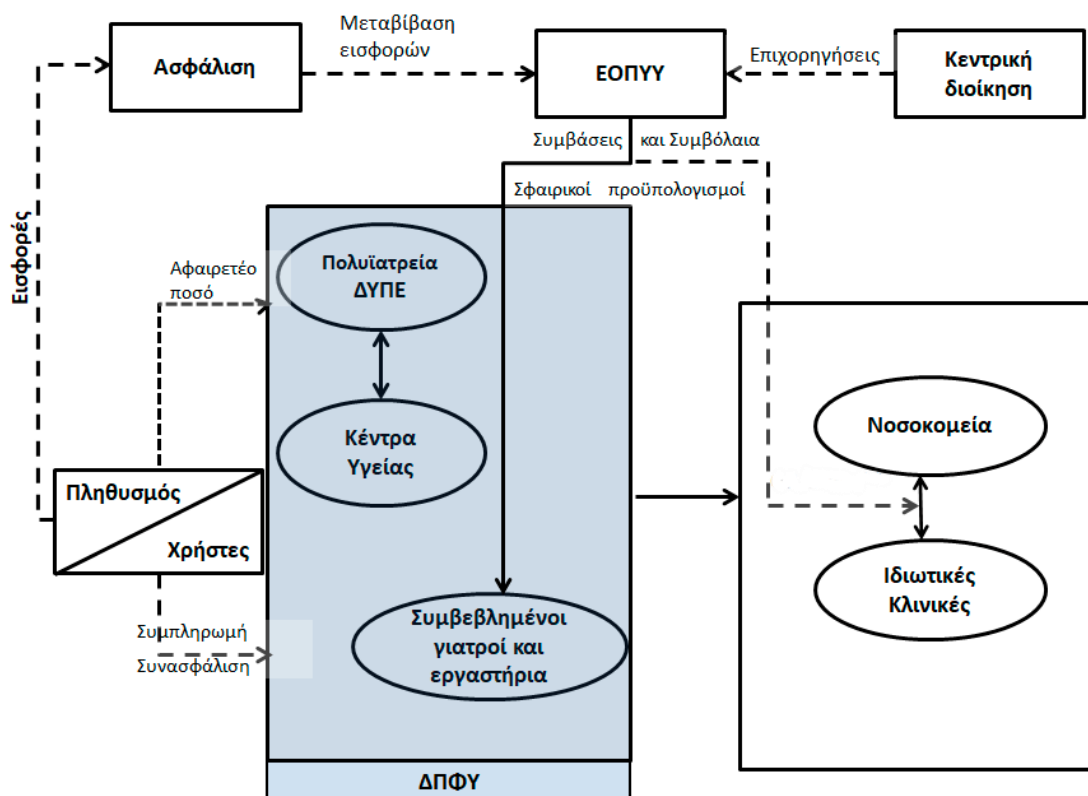 Μεταβίβαση
εισφορών
Ασφάλιση
ΕΟΠΥΥ
Επιχορηγήσεις
Κεντρική
διοίκηση
Συμβάσεις και Συμβόλαια
Σφαιρικοί προϋπολογισμοί
Εισφορές
Αφαιρετέο
ποσό
Πολυϊατρεία
ΔΥΠΕ
Κέντρα
Υγείας
Νοσοκομεία
Πληθυσμός
Χρήστες
Ιδιωτικές
Κλινικές
Συμπληρωμή
Συνασφάλιση
Συμβεβλημένοι
γιατροί και
εργαστήρια
ΔΠΦΥ